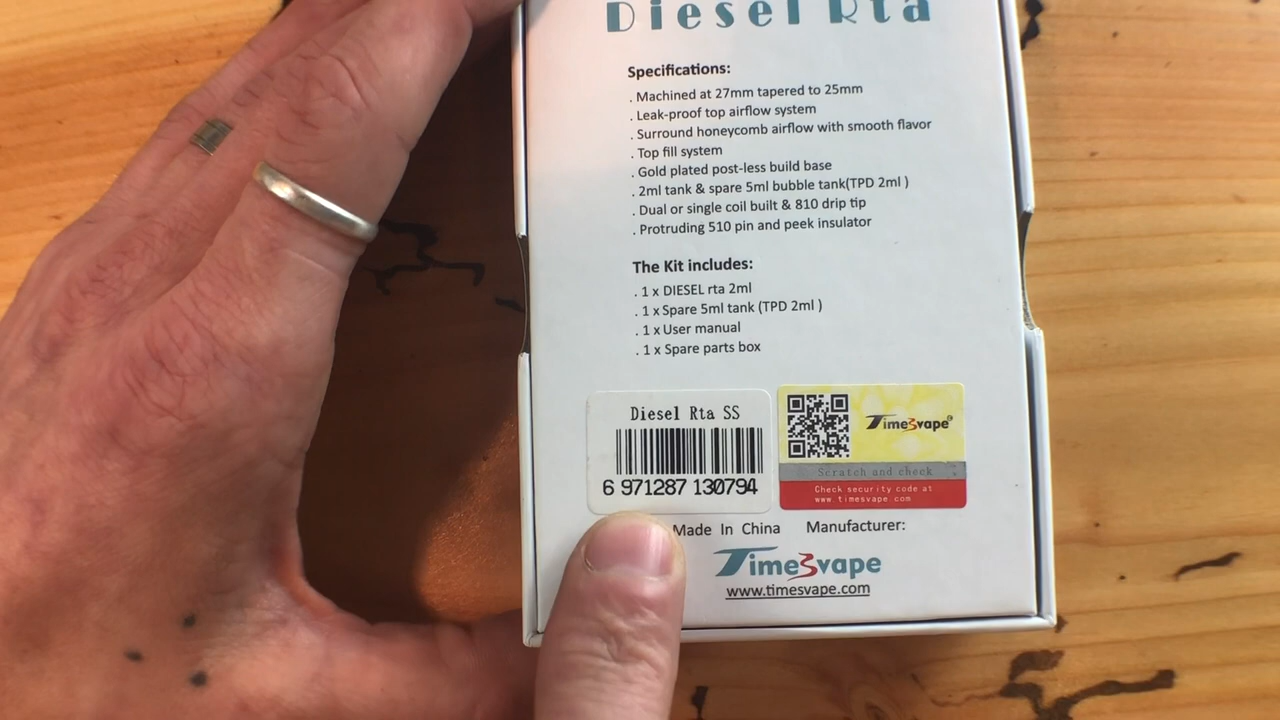 Diesel Rta
Specifications:
. Machined at 27mm tapered to 25mm
. Leak-proof top airflow system
. Surround honeycomb airflow with smooth flavor
. Top fill system
. Gold plated post-less build base
. 2ml tank & spare 5ml bubble tank(TPD 2ml )
. Dual or single coil built & 810 drip tip
. Protruding 510 pin and peek insulator
The Kit includes:
. 1 x DIESEL rta 2ml
. 1 x Spare 5ml tank (TPD 2ml )
. 1 x User manual
. 1 x Spare parts box
Diesel Rta SS
6 971287 130794
Timesvape
Scratch and check
Check security code at
www.timesvape.com
Made In China Manufacturer:
Timesvape
www.timesvape.com